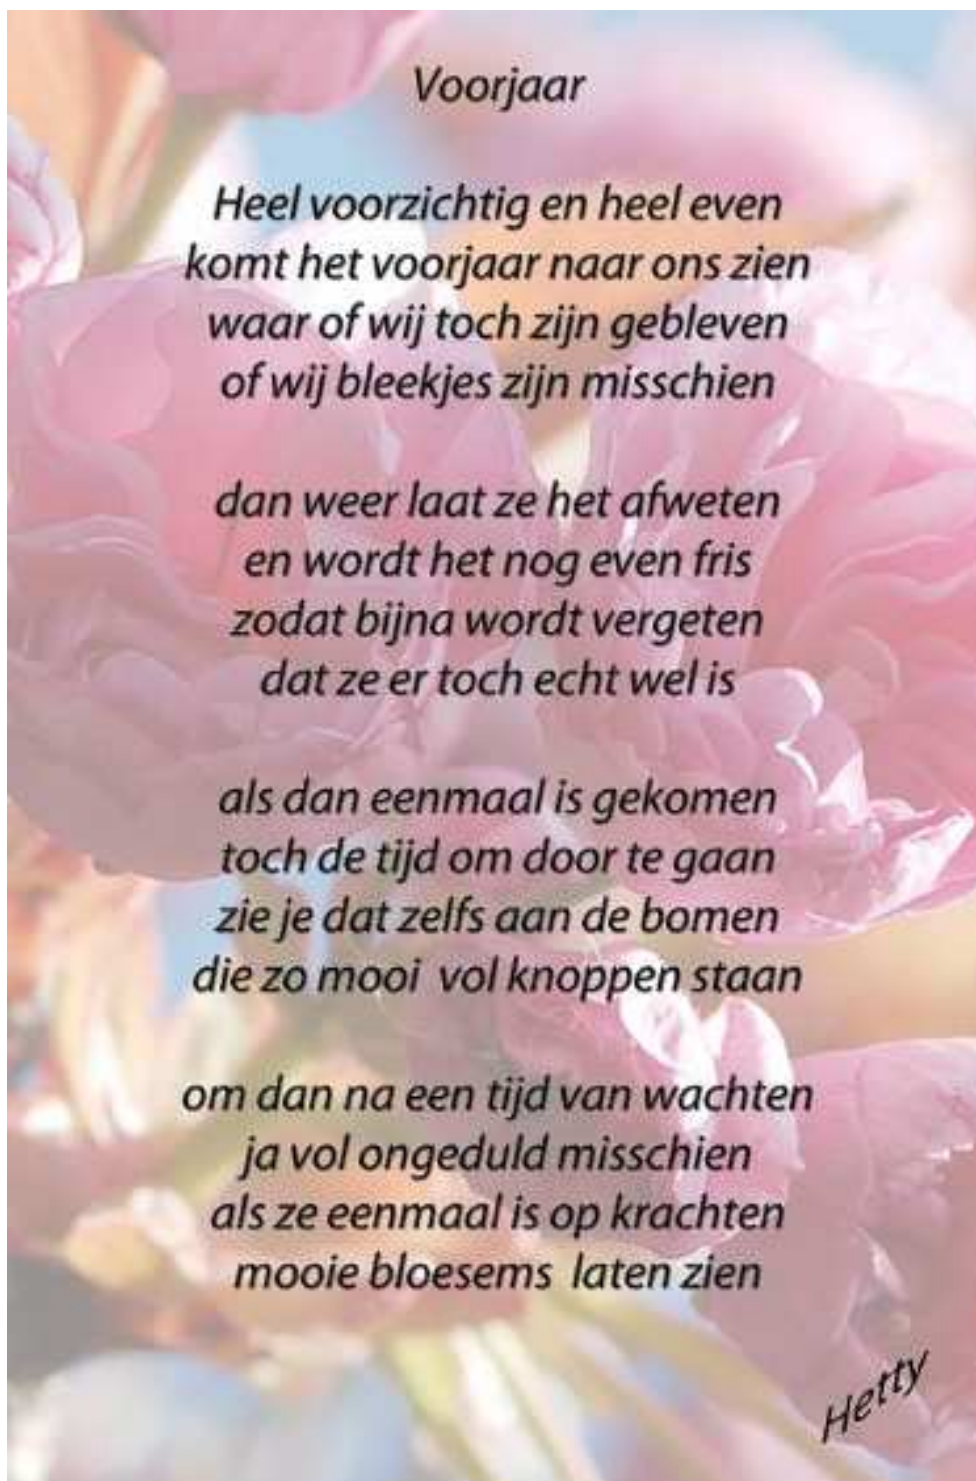 Voorjaar
Heel voorzichtig en heel even
komt het voorjaar naar ons zien
waar of wij toch zijn gebleven
of wij bleekjes zijn misschien
dan weer laat ze het afweten
en wordt het nog even fris
zodat bijna wordt vergeten
dat ze er toch echt wel is
als dan eenmaal is gekomen
toch de tijd om door te gaan
zie je dat zelfs aan de bomen
die zo mooi vol knoppen staan
om dan na een tijd van wachten
ja vol ongeduld misschien
als ze eenmaal is op krachten
mooie bloesems laten zien
Hetty